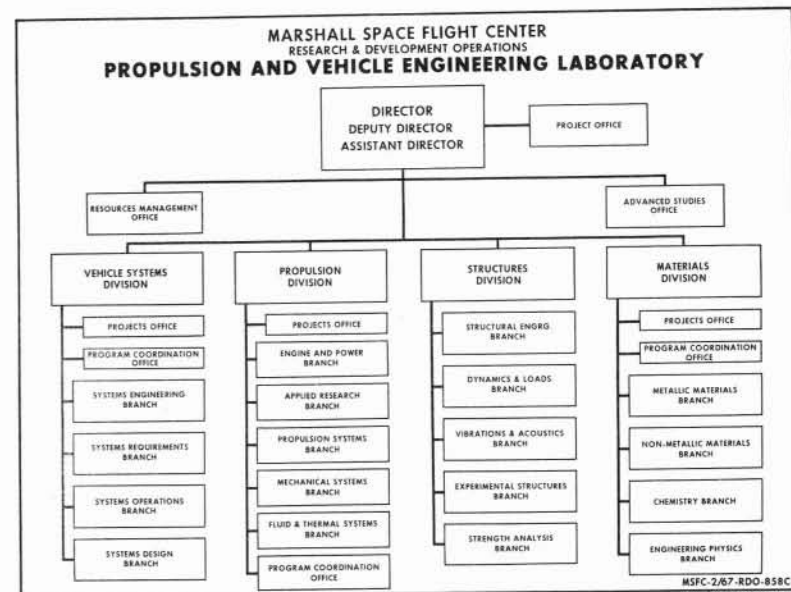 MARSHALL SPACE FLIGHT CENTER
RESEARCH & DEVELOPMENT OPERATIONS
PROPULSION AND VEHICLE ENGINEERING LABORATORY
DIRECTOR
DEPUTY DIRECTOR
ASSISTANT DIRECTOR
PROJECT OFFICE
RESOURCES MANAGEMENT
OFFICE
ADVANCED STUDIES
OFFICE
VEHICLE SYSTEMS
DIVISION
PROJECTS OFFICE
PROGRAM COORDINATION
OFFICE
SYSTEMS ENGINEERING
BRANCH
SYSTEMS REQUIREMENTS
BRANCH
SYSTEMS OPERATIONS
BRANCH
SYSTEMS DESIGN
BRANCH
PROPULSION
DIVISION
PROJECTS OFFICE
ENGINE AND POWER
BRANCH
APPLIED RESEARCH
BRANCH
PROPULSION SYSTEMS
BRANCH
MECHANICAL SYSTEMS
BRANCH
FLUID & THERMAL SYSTEMS
BRANCH
PROGRAM COORDINATION
OFFICE
STRUCTURES
DIVISION
STRUCTURAL ENGRG
BRANCH
DYNAMICS & LOADS
BRANCH
VIBRATIONS & ACOUSTICS
BRANCH
EXPERIMENTAL STRUCTURES
BRANCH
STRENGTH ANALYSIS
BRANCH
MATERIALS
DIVISION
PROJECTS OFFICE
PROGRAM COORDINATION
OFFICE
METALLIC MATERIALS
BRANCH
NON-METALLIC MATERIALS
BRANCH
CHEMISTRY BRANCH
ENGINEERING PHYSICS
BRANCH
MSFC-2/67-RDO-858C